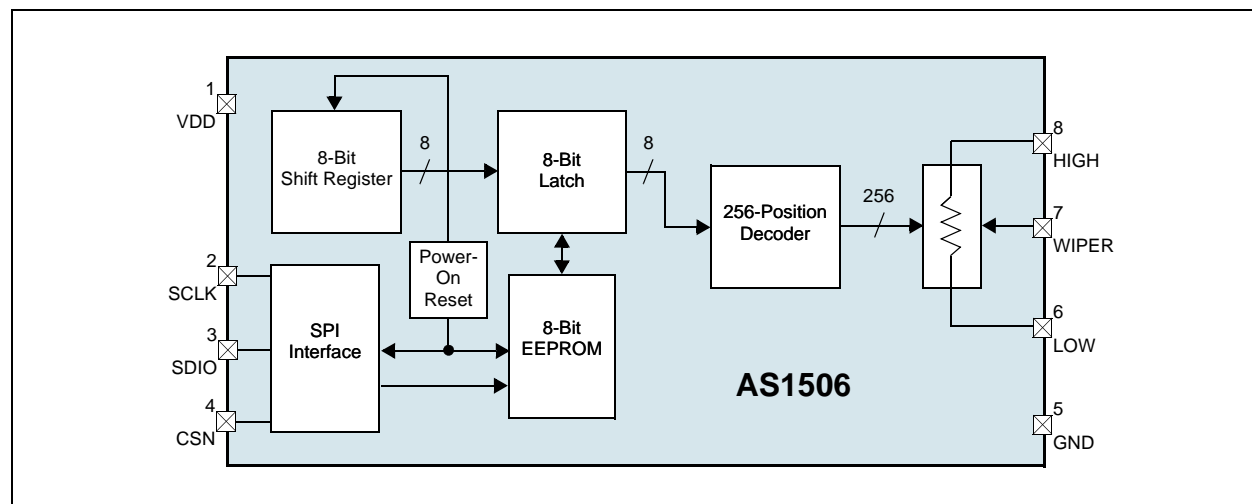 1
VDD
8-Bit
Shift Register
8
8-Bit
Latch
8
256-Position
Decoder
256
8
HIGH
7
WIPER
6
LOW
5
GND
2
SCLK
3
SDIO
4
CSN
SPI
Interface
Power-
On
Reset
8-Bit
EEPROM
AS1506